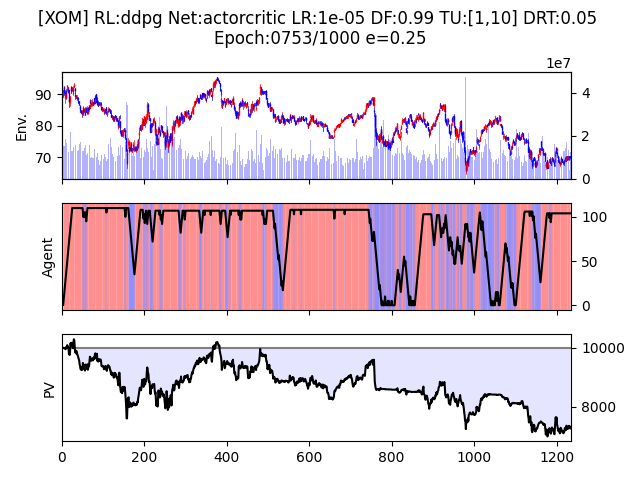 [XOM] RL:ddpg Net:actorcritic LR:1e-05 DF:0.99 TU:[1,10] DRT:0.05
Epoch:0753/1000 e=0.25
1e7
Env.
90
80
70
4
2
0
Agent
100
50
0
PV
10000
8000
0 200 400 600 800 1000 1200